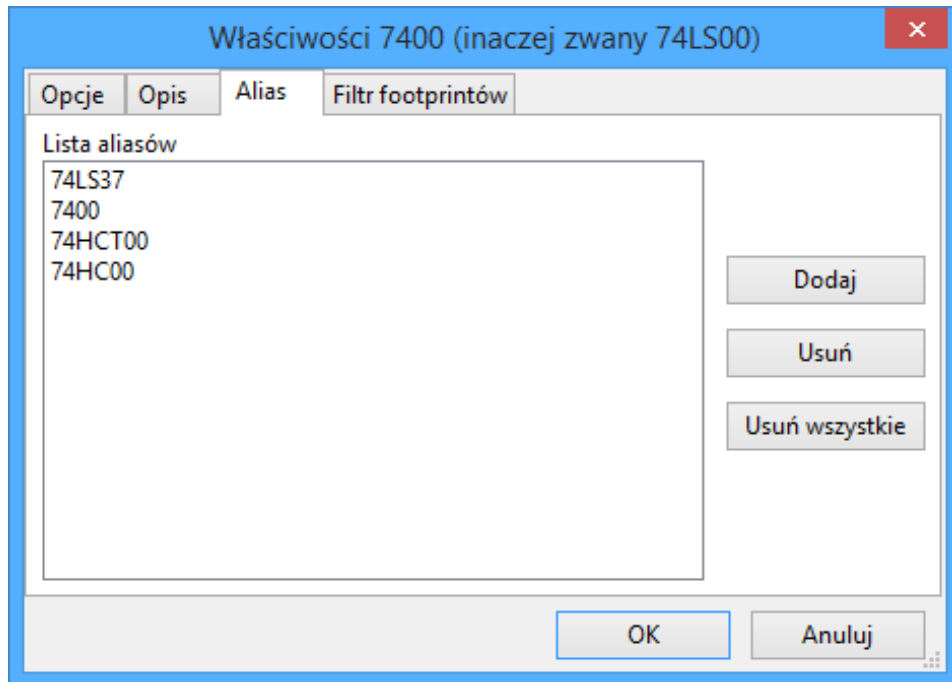 Właściwości 7400 (inaczej zwany 74LS00)
Opcje Opis Alias Filtr footprintów
Lista aliasów
74LS37
7400
74HCT00
74HC00
Dodaj
Usuń
Usuń wszystkie
OK Anuluj